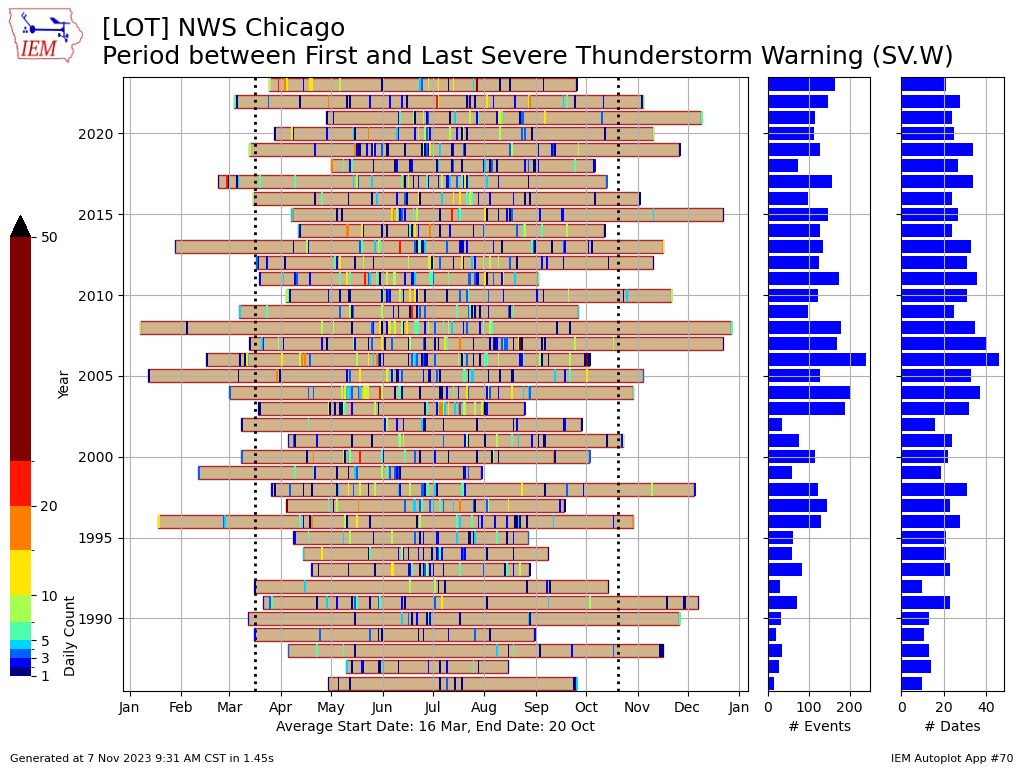 [LOT] NWS Chicago
Period between First and Last Severe Thunderstorm Warning (SV.W)
IEM
50
20
10
5
3
1
Daily Count
Year
2020
2015
2010
2005
2000
1995
1990
Jan Feb Mar Apr May Jun Jul Aug Sep Oct Nov Dec Jan
Average Start Date: 16 Mar, End Date: 20 Oct
0 100 200
# Events
0 20 40
# Dates
Generated at 7 Nov 2023 9:31 AM CST in 1.45s
IEM Autoplot App #70